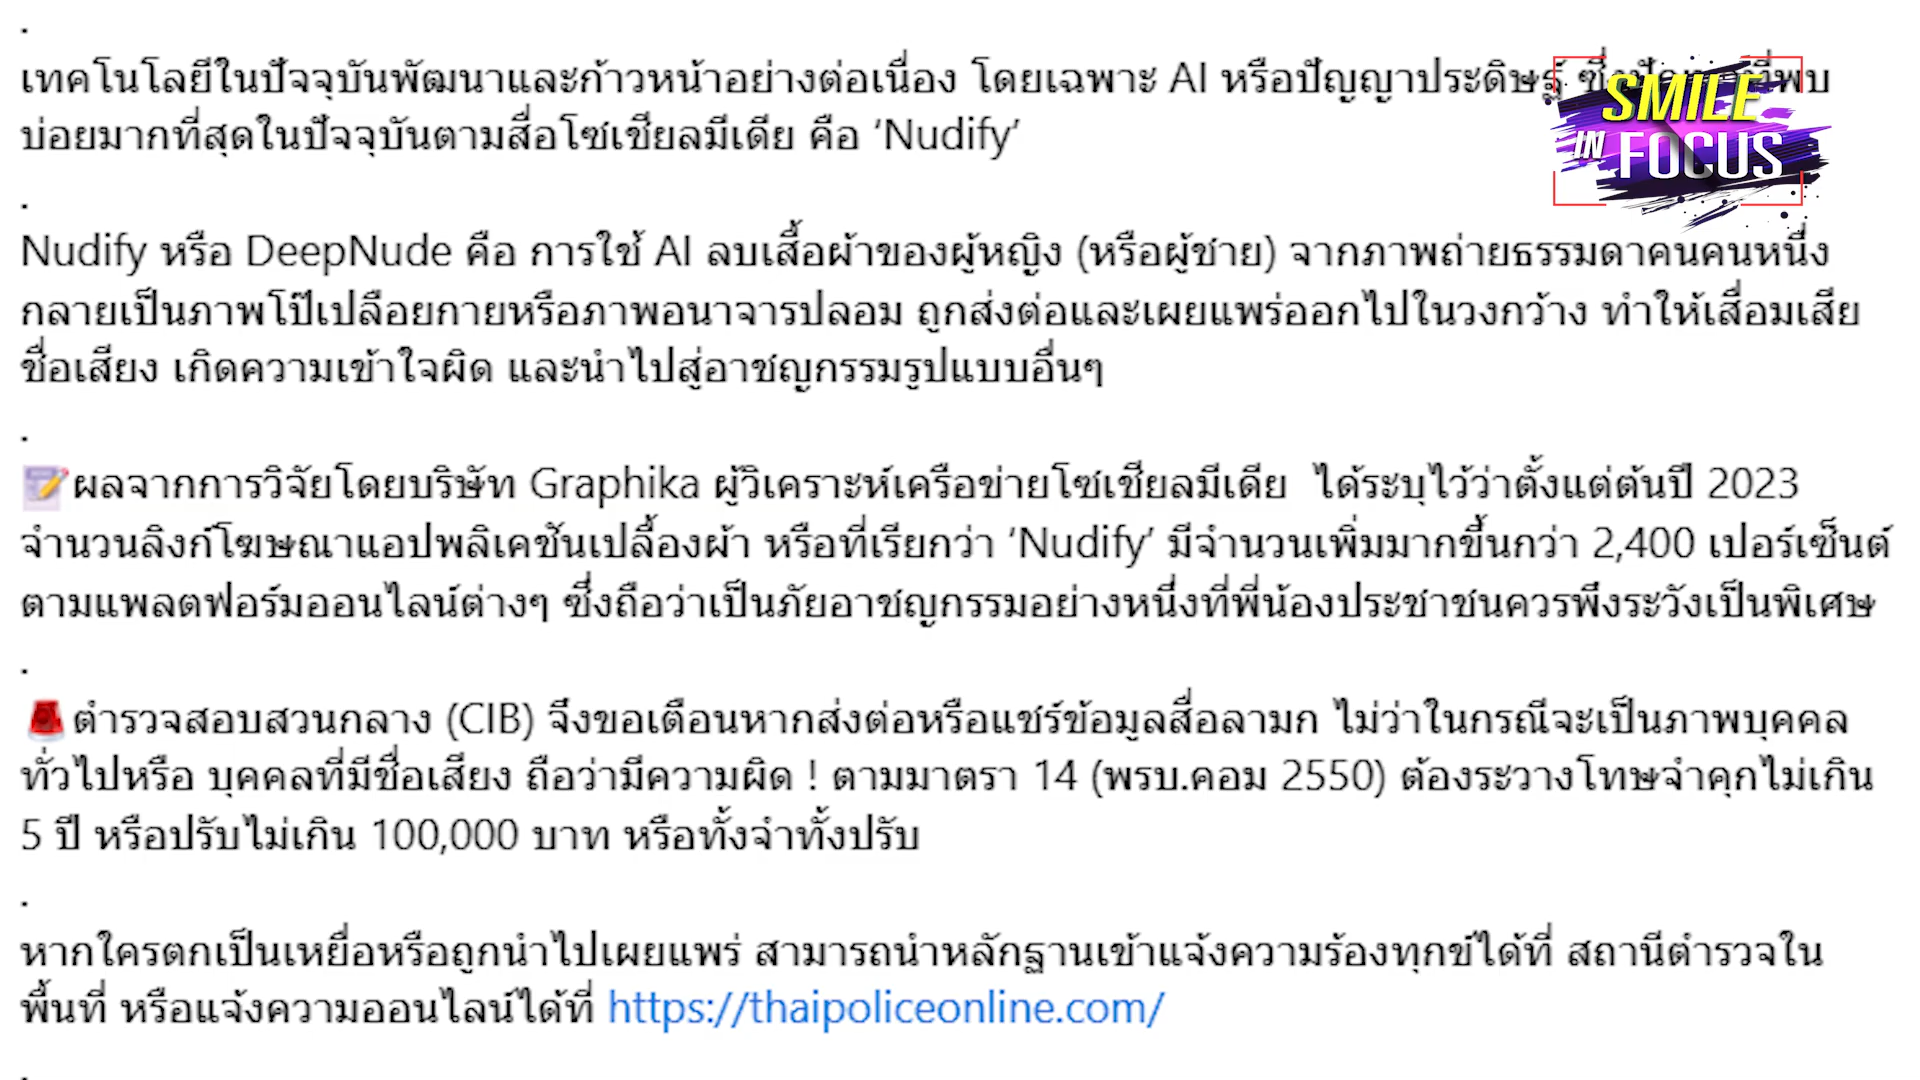 .
เทคโนโลยีในปัจจุบันพัฒนาและก้าวหน้าอย่างต่อเนื่อง โดยเฉพาะ AI หรือปัญญาประดิษฐ์
SMILE
IN FOCUS
บ่อยมากที่สุดในปัจจุบันตามสื่อโซเชียลมีเดีย คือ ‘Nudify’
.
Nudify หรือ DeepNude คือ การใช้ AI ลบเสื้อผ้าของผู้หญิง (หรือผู้ชาย) จากภาพถ่ายธรรมดาคนคนหนึ่ง
กลายเป็นภาพโป๊เปลือยกายหรือภาพอนาจารปลอม ถูกส่งต่อและเผยแพร่ออกไปในวงกว้าง ทำให้เสื่อมเสีย
ชื่อเสียง เกิดความเข้าใจผิด และนำไปสู่อาชญกรรมรูปแบบอื่นๆ
.
📝ผลจากการวิจัยโดยบริษัท Graphika ผู้วิเคราะห์เครือข่ายโซเชียลมีเดีย ได้ระบุไว้ว่าตั้งแต่ต้นปี 2023
จำนวนลิงก์โฆษณาแอปพลิเคชันเปลื้องผ้า หรือที่เรียกว่า ‘Nudify’ มีจำนวนเพิ่มมากขึ้นกว่า 2,400 เปอร์เซ็นต์
ตามแพลตฟอร์มออนไลน์ต่างๆ ซึ่งถือว่าเป็นภัยอาชญกรรมอย่างหนึ่งที่พี่น้องประชาชนควรพึงระวังเป็นพิเศษ
.
🚨ตำรวจสอบสวนกลาง (CIB) จึงขอเตือนหากส่งต่อหรือแชร์ข้อมูลสื่อลามก ไม่ว่าในกรณีจะเป็นภาพบุคคล
ทั่วไปหรือ บุคคลที่มีชื่อเสียง ถือว่ามีความผิด ! ตามมาตรา 14 (พรบ.คอม 2550) ต้องระวางโทษจำคุกไม่เกิน
5 ปี หรือปรับไม่เกิน 100,000 บาท หรือทั้งจำทั้งปรับ
.
หากใครตกเป็นเหยื่อหรือถูกนำไปเผยแพร่ สามารถนำหลักฐานเข้าแจ้งความร้องทุกข์ได้ที่ สถานีตำรวจใน
พื้นที่ หรือแจ้งความออนไลน์ได้ที่ https://thaipoliceonline.com/
.